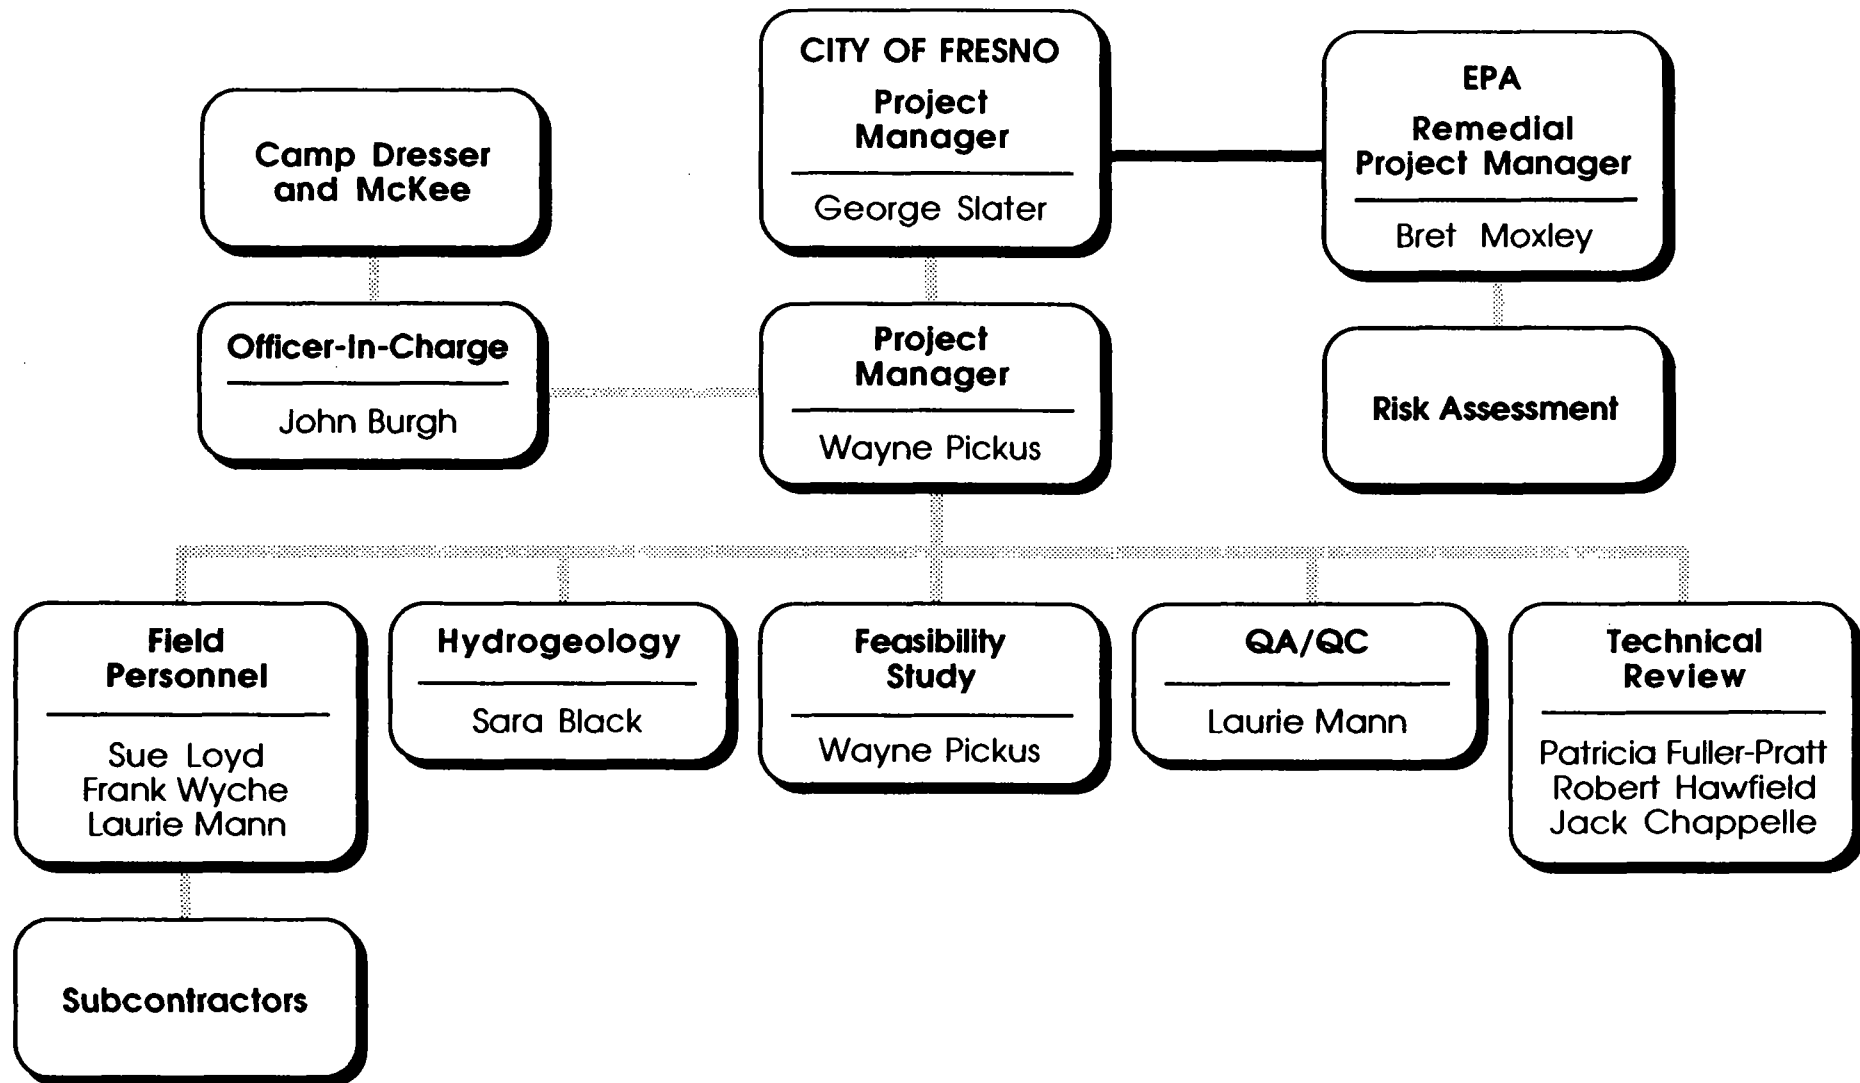 CITY OF FRESNO
Project
Manager
George Slater
EPA
Remedial
Project Manager
Bret Moxley
Camp Dresser
and McKee
Officer-in-Charge
John Burgh
Project
Manager
Wayne Pickus
Risk Assessment
Field
Personnel
Sue Loyd
Frank Wyche
Laurie Mann
Hydrogeology
Sara Black
Feasibility
Study
Wayne Pickus
QA/QC
Laurie Mann
Technical
Review
Patricia Fuller-Pratt
Robert Hawfield
Jack Chappelle
Subcontractors